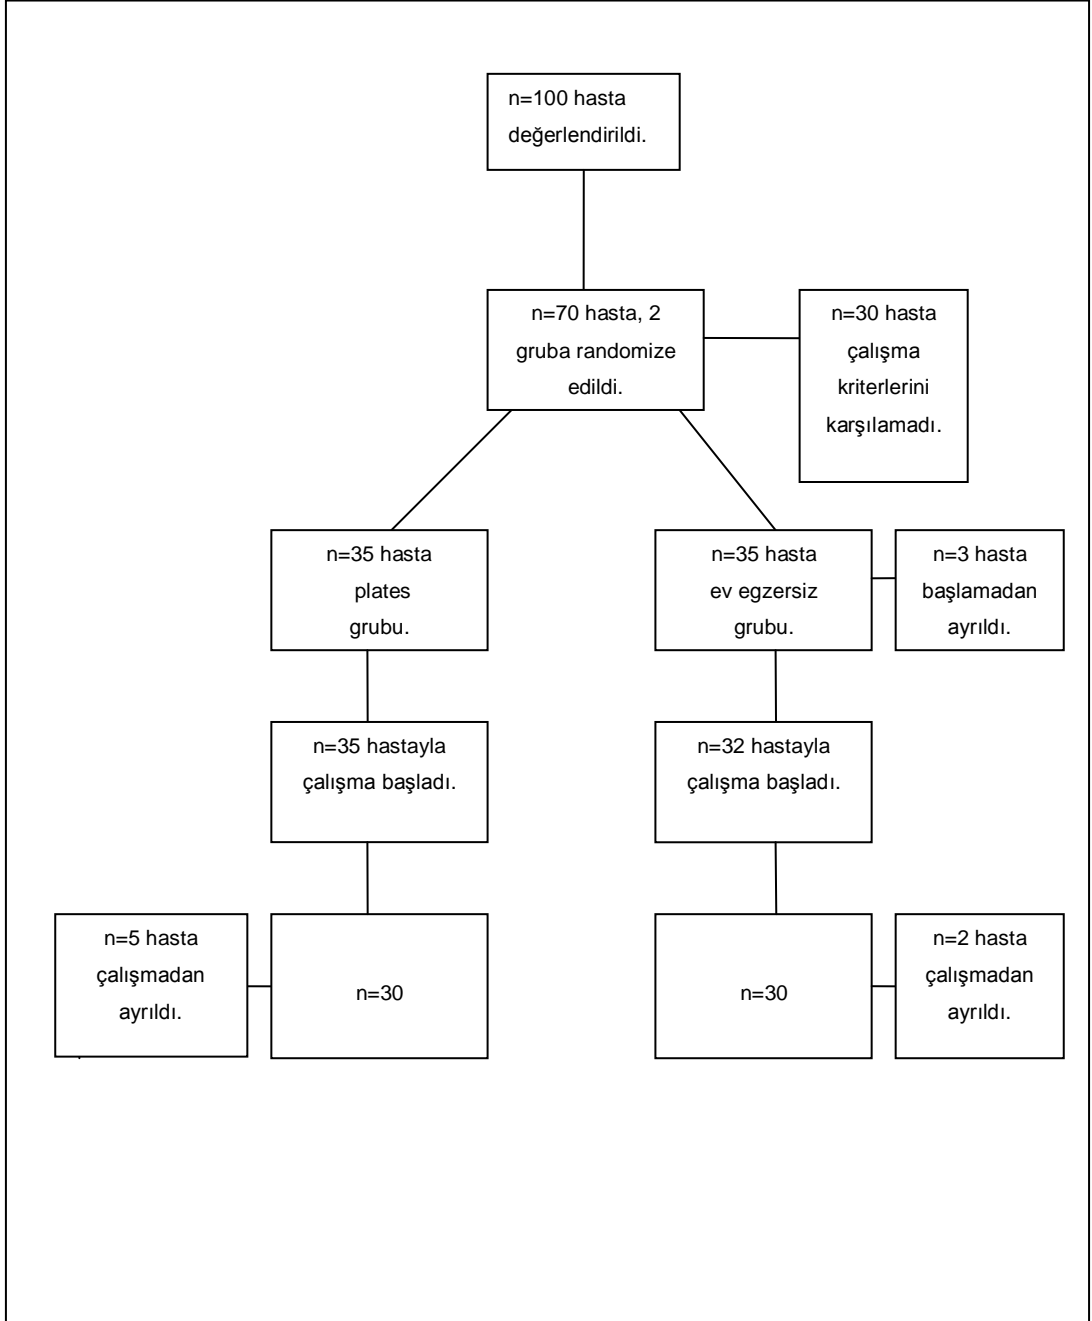 n=100 hasta
değerlendirildi.
n=70 hasta, 2
gruba randomize
edildi.
n=30 hasta
çalışma
kriterlerini
karşılamadı.
n=35 hasta
plates
grubu.
n=35 hasta
ev egzersiz
grubu.
n=3 hasta
başlamadan
ayrıldı.
n=35 hastayla
çalışma başladı.
n=32 hastayla
çalışma başladı.
n=5 hasta
çalışmadan
ayrıldı.
n=30
n=30
n=2 hasta
çalışmadan
ayrıldı.